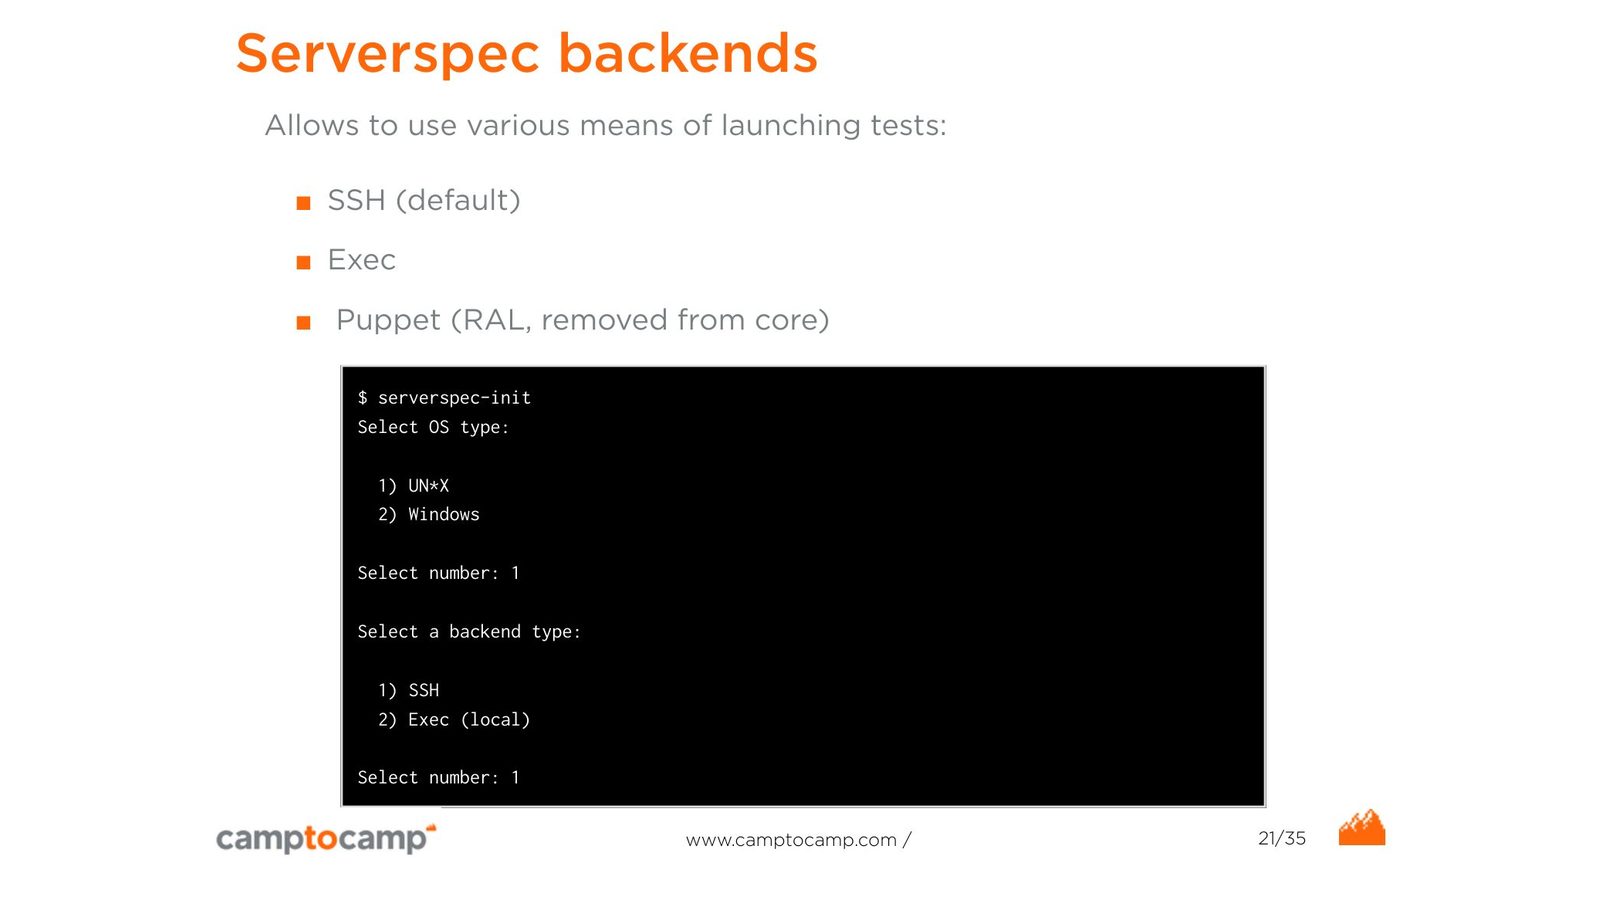 Serverspec backends
Allows to use various means of launching tests:
SSH (default)
Exec
Puppet (RAL, removed from core)
$ serverspec-init
Select OS type:
1) UN*X
2) Windows
Select number: 1
Select a backend type:
1) SSH
2) Exec (local)
Select number: 1
camptocamp
www.camptocamp.com /
21/35